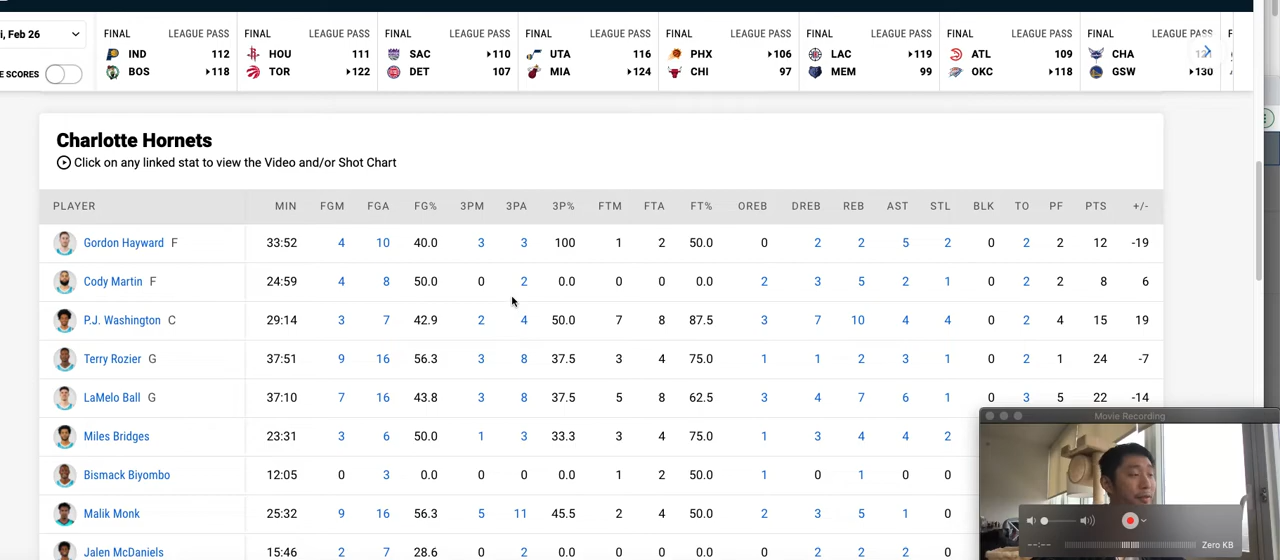 i, Feb 26
E SCORES
FINAL LEAGUE PASS
IND 112
BOS 118
FINAL LEAGUE PASS
HOU 111
TOR 122
FINAL LEAGUE PASS
SAC 110
DET 107
FINAL LEAGUE PASS
UTA 116
MIA 124
FINAL LEAGUE PASS
PHX 106
CHI 97
FINAL LEAGUE PASS
LAC 119
MEM 99
FINAL LEAGUE PASS
ATL 109
OKC 118
FINAL LEAGUE PASS
CHA
GSW 130
Charlotte Hornets
Click on any linked stat to view the Video and/or Shot Chart
PLAYER MIN FGM FGA FG% 3PM 3PA 3P% FTM FTA FT% OREB DREB REB AST STL BLK TO PF PTS +/-
Gordon Hayward F 33:52 4 10 40.0 3 3 100 1 2 50.0 0 2 2 5 2 0 2 2 12 -19
Cody Martin F 24:59 4 8 50.0 0 2 0.0 0 0 0.0 2 3 5 2 1 0 2 2 8 6
P.J. Washington C 29:14 3 7 42.9 2 4 50.0 7 8 87.5 3 7 10 4 4 0 2 4 15 19
Terry Rozier G 37:51 9 16 56.3 3 8 37.5 3 4 75.0 1 1 2 3 1 0 2 1 24 -7
LaMelo Ball G 37:10 7 16 43.8 3 8 37.5 5 8 62.5 3 4 7 6 1 0 3 5 22 -14
Miles Bridges 23:31 3 6 50.0 1 3 33.3 3 4 75.0 1 3 4 4 2
Bismack Biyombo 12:05 0 3 0.0 0 0 0.0 1 2 50.0 1 0 1 0 0
Malik Monk 25:32 9 16 56.3 5 11 45.5 2 4 50.0 2 3 5 1 0
Jalen McDaniels 15:46 2 7 28.6 0 2 0.0 0 0 0.0 0 2 2 2 0
Movie Recording
--:-- Zero KB